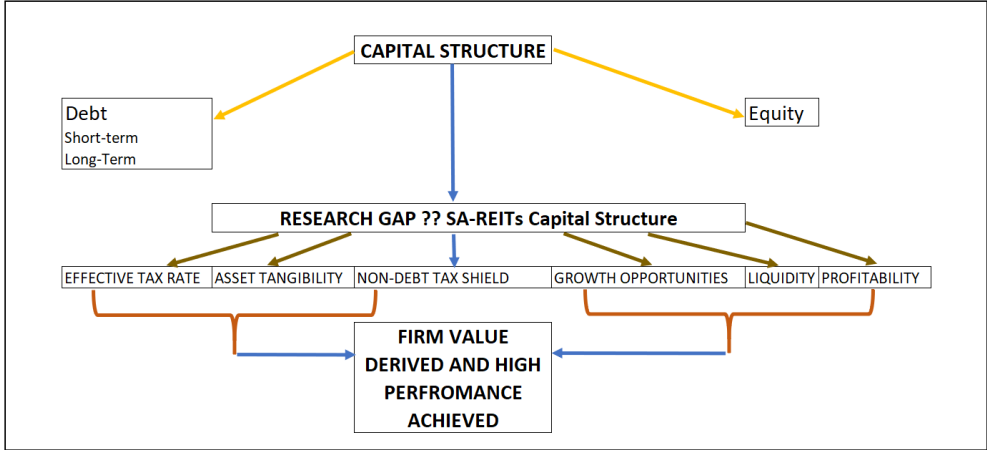 CAPITAL STRUCTURE
Debt
Short-term
Long-Term
Equity
RESEARCH GAP ?? SA-REITs Capital Structure
EFFECTIVE TAX RATE ASSET TANGIBILITY NON-DEBT TAX SHIELD GROWTH OPPORTUNITIES LIQUIDITY PROFITABILITY
FIRM VALUE
DERIVED AND HIGH
PERFROMANCE
ACHIEVED